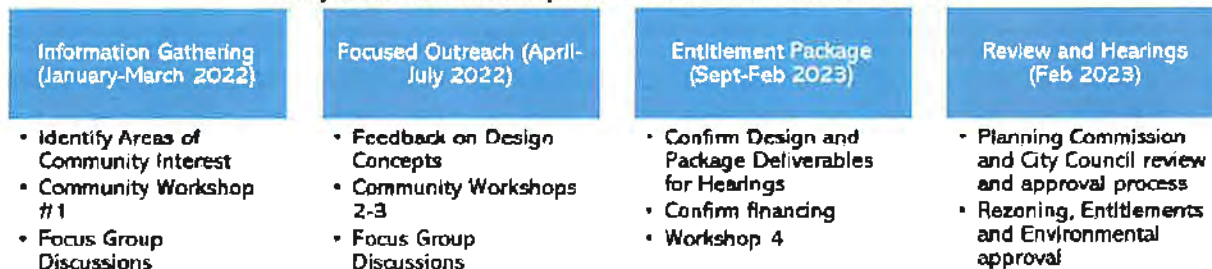 Information Gathering
(January-March 2022)
• Identify Areas of
Community Interest
• Community Workshop
#1
• Focus Group
Discussions
Focused Outreach (April-
July 2022)
• Feedback on Design
Concepts
• Community Workshops
2-3
• Focus Group
Discussions
Entitlement Package
(Sept-Feb 2023)
• Confirm Design and
Package Deliverables
for Hearings
• Confirm financing
• Workshop 4
Review and Hearings
(Feb 2023)
• Planning Commission
and City Council review
and approval process
• Rezoning, Entitlements
and Environmental
approval